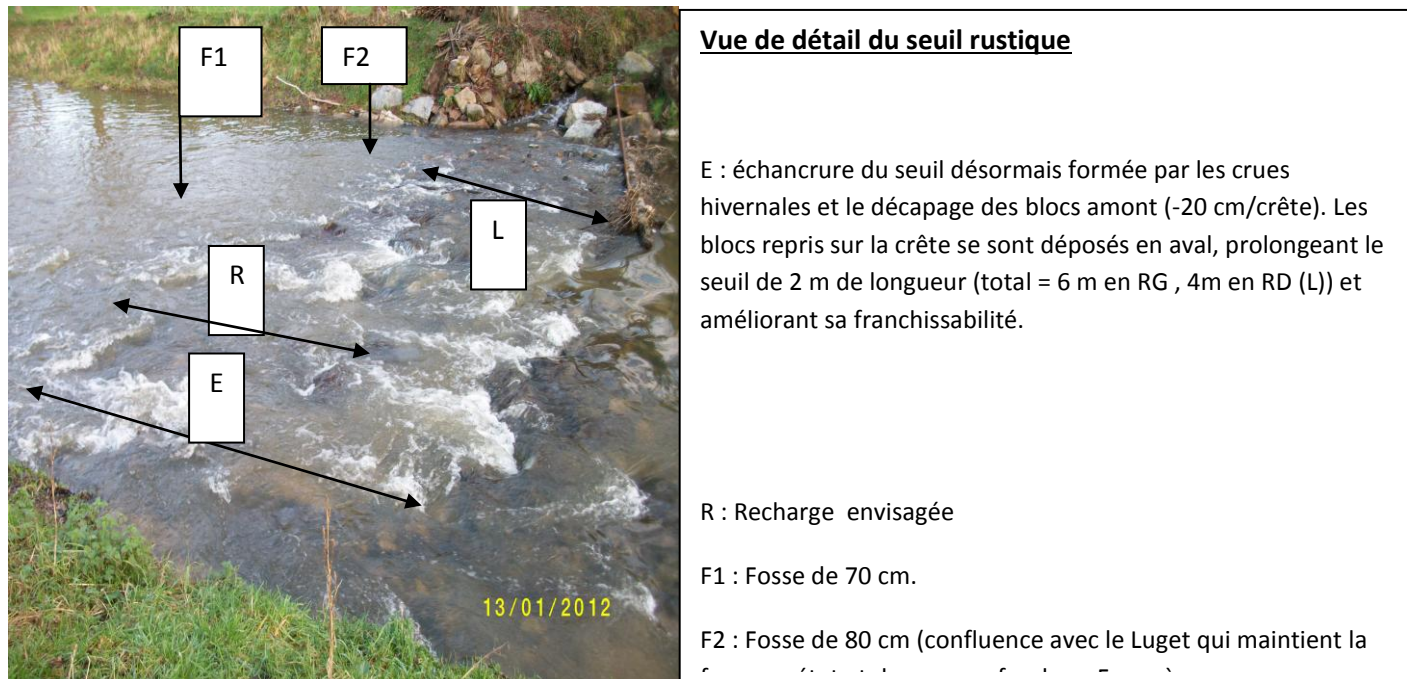 F1
F2
L
R
E
13/01/2012
Vue de détail du seuil rustique
E : échancrure du seuil désormais formée par les crues
hivernales et le décapage des blocs amont (-20 cm/crête). Les
blocs repris sur la crête se sont déposés en aval, prolongeant le
seuil de 2 m de longueur (total = 6 m en RG , 4m en RD (L)) et
améliorant sa franchissabilité.
R : Recharge  envisagée
F1 : Fosse de 70 cm.
F2 : Fosse de 80 cm (confluence avec le Luget qui maintient la